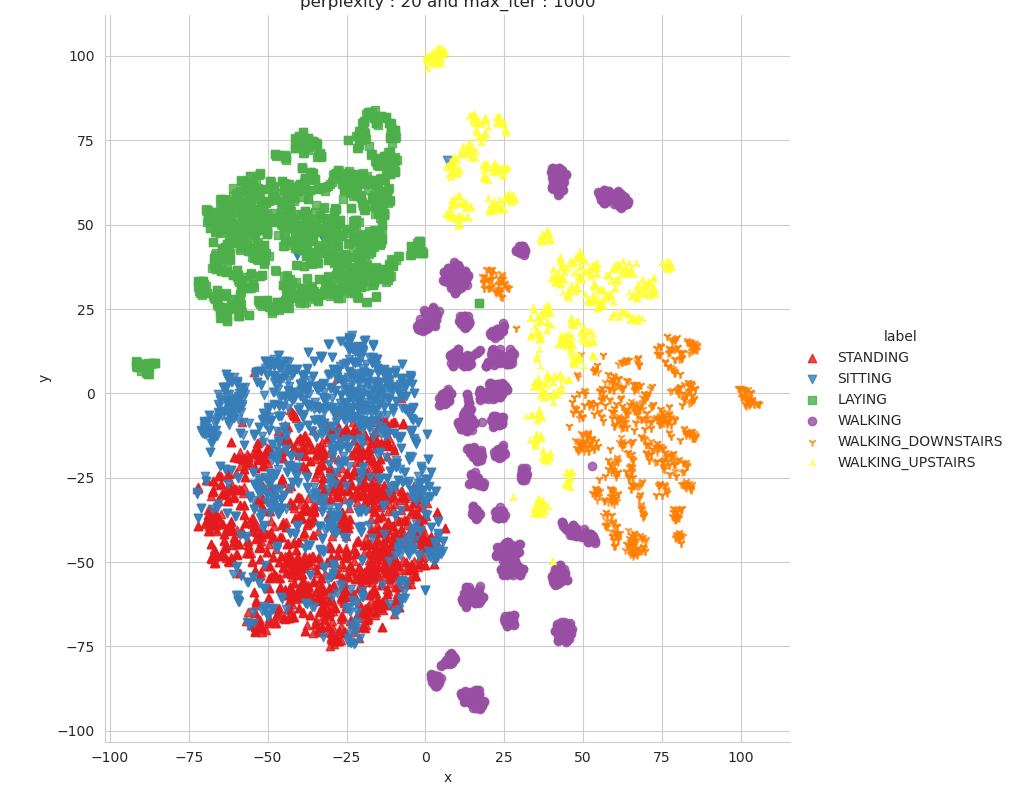 perplexity : 20 and max_iter : 1000
100
75
50
25
0
−25
−50
−75
−100
y
−100
−75
−50
−25
0
25
50
75
100
x
label
STANDING
SITTING
LAYING
WALKING
WALKING_DOWNSTAIRS
WALKING_UPSTAIRS